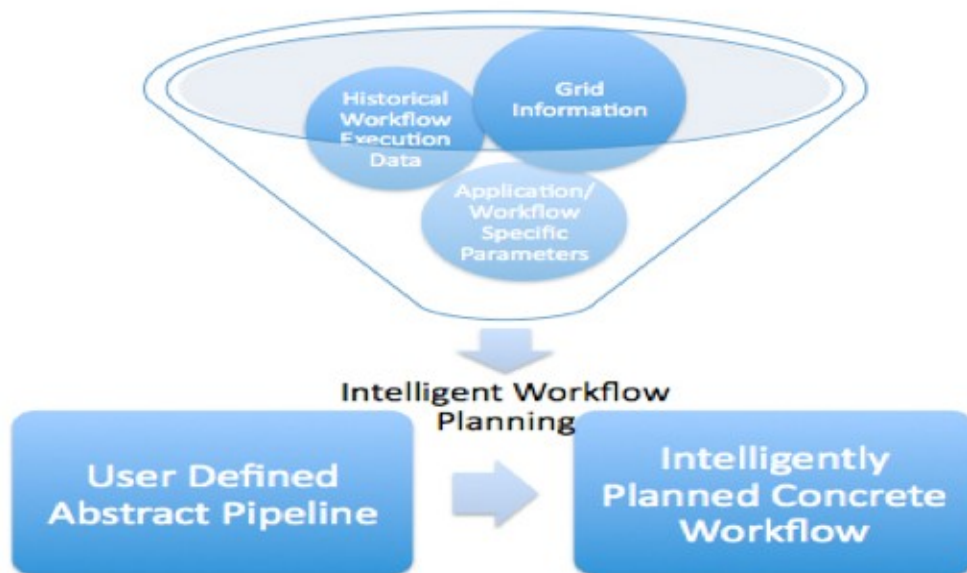 Historical
Workflow
Execution
Data
Grid
Information
Application/
Workflow
Specific
Parameters
Intelligent Workflow
Planning
User Defined
Abstract Pipeline
Intelligently
Planned Concrete
Workflow